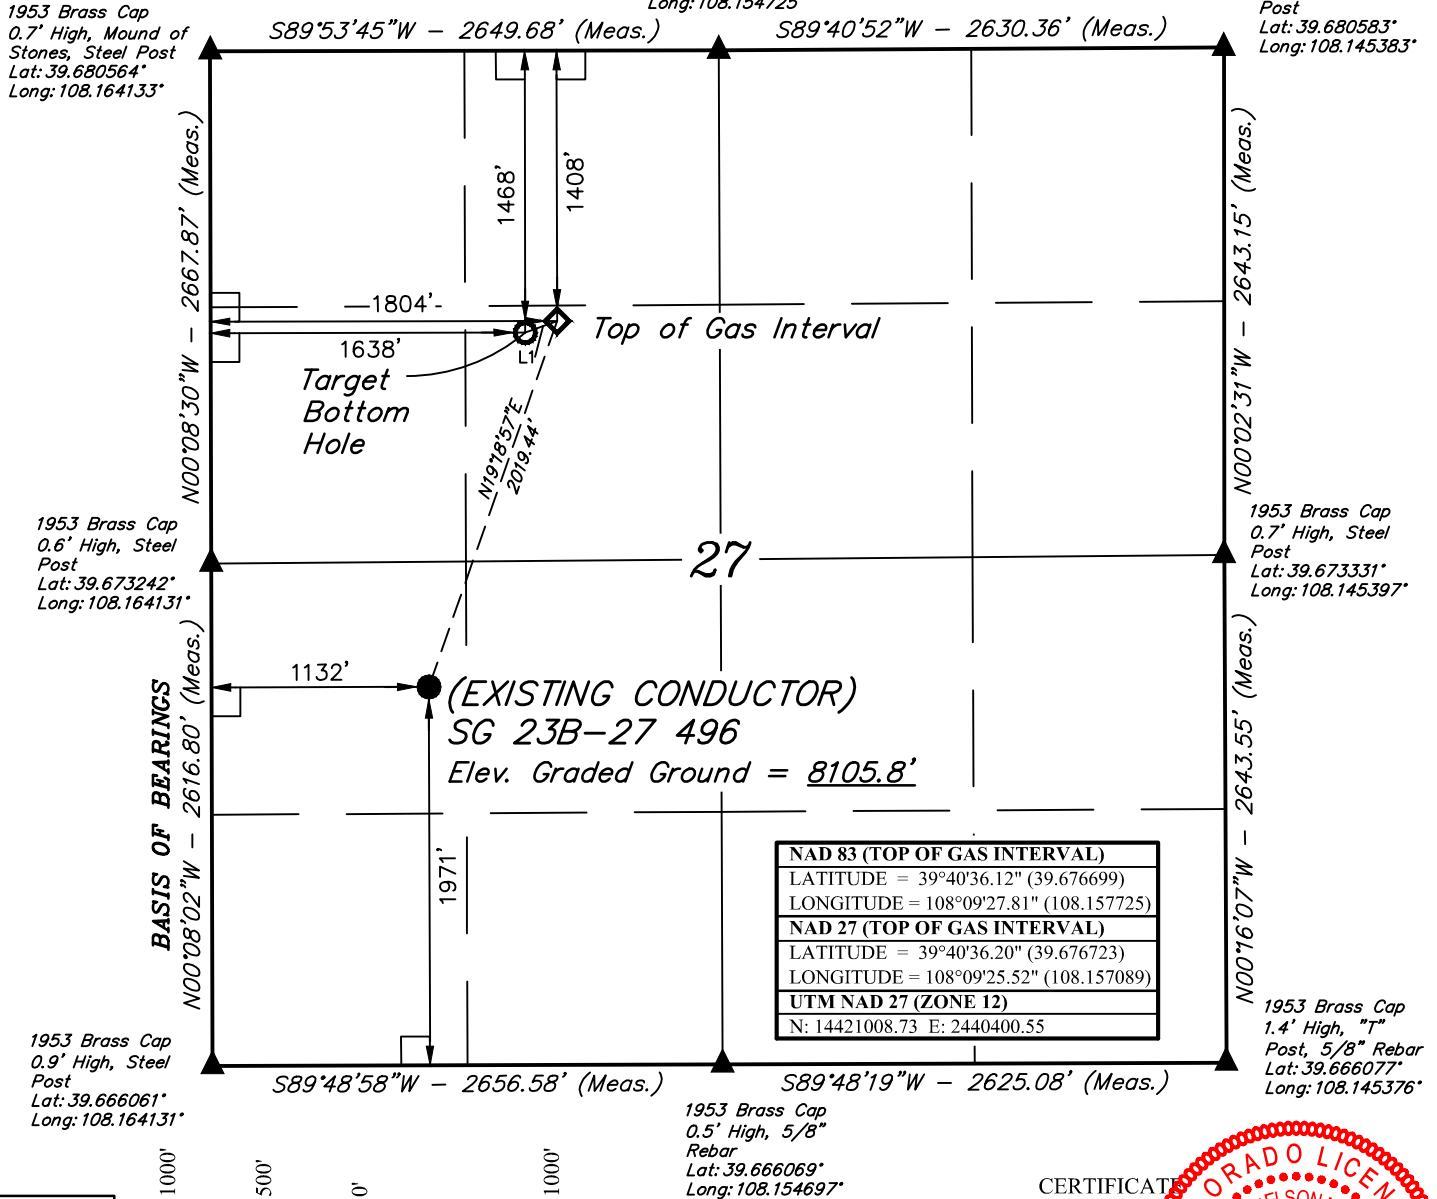 1953 Brass Cap
0.7' High, Mound of
Stones, Steel Post
Lat: 39.680564°
Long: 108.164133°
Long: 108.154725°
Post
Lat: 39.680583°
Long: 108.145383°
S89°53'45"W – 2649.68' (Meas.)
S89°40'52"W – 2630.36' (Meas.)
N00°08'30"W – 2667.87' (Meas.)
N00°02'31"W – 2643.15' (Meas.)
1468'
1408'
1804'
1638'
L1
Top of Gas Interval
Target
Bottom
Hole
N19°18'57"E
2019.44'
1953 Brass Cap
0.6' High, Steel
Post
Lat: 39.673242°
Long: 108.164131°
27
1953 Brass Cap
0.7' High, Steel
Post
Lat: 39.673331°
Long: 108.145397°
BASIS OF BEARINGS
N00°08'02"W – 2616.80' (Meas.)
N00°16'07"W – 2643.55' (Meas.)
1132'
(EXISTING CONDUCTOR)
SG 23B–27 496
Elev. Graded Ground = 8105.8'
1971'
NAD 83 (TOP OF GAS INTERVAL)
LATITUDE = 39°40'36.12" (39.676699)
LONGITUDE = 108°09'27.81" (108.157725)
NAD 27 (TOP OF GAS INTERVAL)
LATITUDE = 39°40'36.20" (39.676723)
LONGITUDE = 108°09'25.52" (108.157089)
UTM NAD 27 (ZONE 12)
N: 14421008.73 E: 2440400.55
1953 Brass Cap
0.9' High, Steel
Post
Lat: 39.666061°
Long: 108.164131°
S89°48'58"W – 2656.58' (Meas.)
S89°48'19"W – 2625.08' (Meas.)
1953 Brass Cap
1.4' High, "T"
Post, 5/8" Rebar
Lat: 39.666077°
Long: 108.145376°
1953 Brass Cap
0.5' High, 5/8"
Rebar
Lat: 39.666069°
Long: 108.154697°
1000'
500'
0'
1000'
CERTIFICATE
ORADO LICEN
ELSON